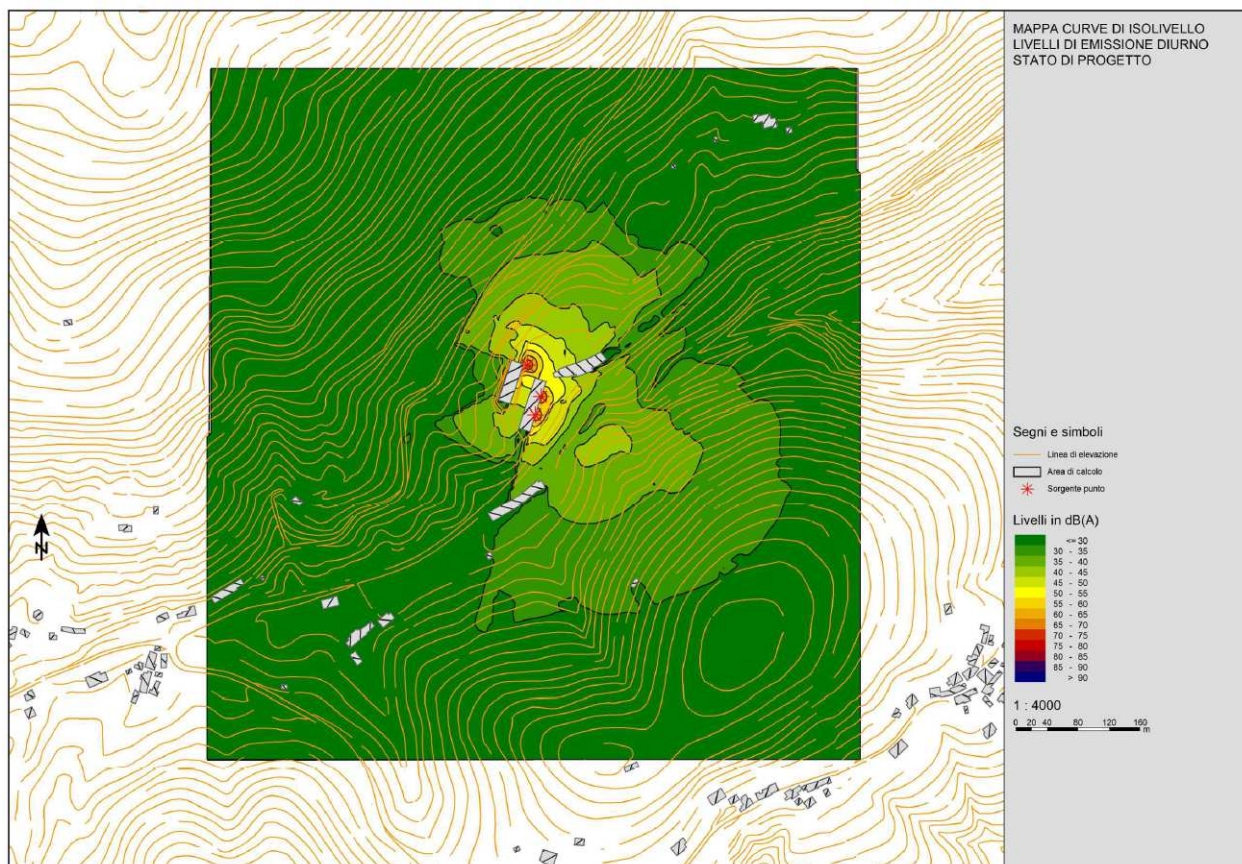 MAPPA CURVE DI ISOLIVELLO
LIVELLI DI EMISSIONE DIURNO
STATO DI PROGETTO
Segni e simboli
Linea di elevazione
Area di calcolo
Sorgente punto
N
Livelli in dB(A)
<= 30
30 - 35
35 - 40
40 - 45
45 - 50
50 - 55
55 - 60
60 - 65
65 - 70
70 - 75
75 - 80
80 - 85
85 - 90
> 90
1 : 4000
0 20 40 80 120 160
m